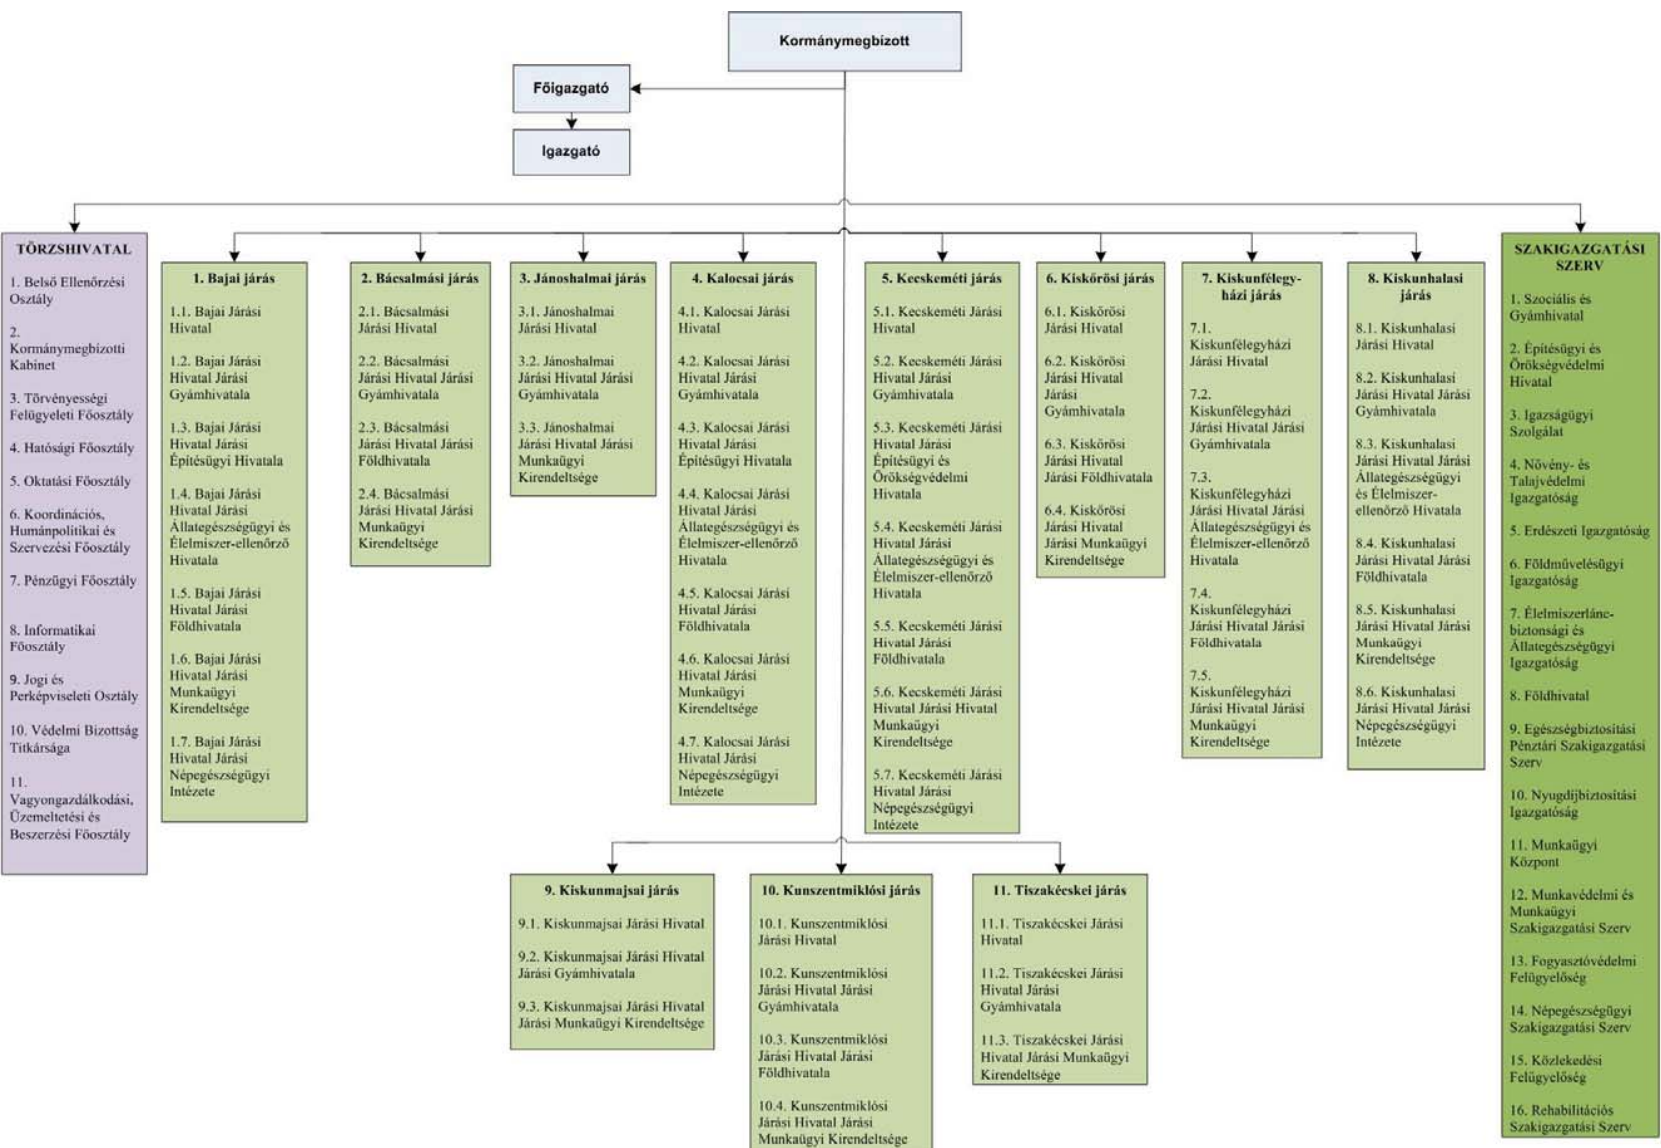 Kormánymegbízott
Főigazgató
Igazgató
TÖRZSHIVATAL
1. Belső Ellenőrzési
Osztály
2.
Kormánymegbízotti
Kabinet
3. Törvényességi
Felügyeleti Főosztály
4. Hatósági Főosztály
5. Oktatási Főosztály
6. Koordinációs,
Humánpolitikai és
Szervezési Főosztály
7. Pénzügyi Főosztály
8. Informatikai
Főosztály
9. Jogi és
Perképviseleti Osztály
10. Védelmi Bizottság
Titkársága
11.
Vagyongazdálkodási,
Üzemeltetési és
Beszerzési Főosztály
1. Bajai járás
1.1. Bajai Járási
Hivatal
1.2. Bajai Járási
Hivatal Járási
Gyámhivatala
1.3. Bajai Járási
Hivatal Járási
Építésügyi Hivatala
1.4. Bajai Járási
Hivatal Járási
Állategészségügyi és
Élelmiszer-ellenőrző
Hivatala
1.5. Bajai Járási
Hivatal Járási
Földhivatala
1.6. Bajai Járási
Hivatal Járási
Munkaügyi
Kirendeltsége
1.7. Bajai Járási
Hivatal Járási
Népegészségügyi
Intézete
2. Bácsalmási járás
2.1. Bácsalmási
Járási Hivatal
2.2. Bácsalmási
Járási Hivatal Járási
Gyámhivatala
2.3. Bácsalmási
Járási Hivatal Járási
Földhivatala
2.4. Bácsalmási
Járási Hivatal Járási
Munkaügyi
Kirendeltsége
3. Jánoshalmai járás
3.1. Jánoshalmai
Járási Hivatal
3.2. Jánoshalmai
Járási Hivatal Járási
Gyámhivatala
3.3. Jánoshalmai
Járási Hivatal Járási
Munkaügyi
Kirendeltsége
4. Kalocsai járás
4.1. Kalocsai Járási
Hivatal
4.2. Kalocsai Járási
Hivatal Járási
Gyámhivatala
4.3. Kalocsai Járási
Hivatal Járási
Építésügyi Hivatala
4.4. Kalocsai Járási
Hivatal Járási
Állategészségügyi és
Élelmiszer-ellenőrző
Hivatala
4.5. Kalocsai Járási
Hivatal Járási
Földhivatala
4.6. Kalocsai Járási
Hivatal Járási
Munkaügyi
Kirendeltsége
4.7. Kalocsai Járási
Hivatal Járási
Népegészségügyi
Intézete
5. Kecskeméti járás
5.1. Kecskeméti Járási
Hivatal
5.2. Kecskeméti Járási
Hivatal Járási
Gyámhivatala
5.3. Kecskeméti Járási
Hivatal Járási
Építésügyi és
Örökségvédelmi
Hivatala
5.4. Kecskeméti Járási
Hivatal Járási
Állategészségügyi és
Élelmiszer-ellenőrző
Hivatala
5.5. Kecskeméti Járási
Hivatal Járási
Földhivatala
5.6. Kecskeméti Járási
Hivatal Járási Hivatal
Munkaügyi
Kirendeltsége
5.7. Kecskeméti Járási
Hivatal Járási
Népegészségügyi
Intézete
6. Kiskőrösi járás
6.1. Kiskőrösi
Járási Hivatal
6.2. Kiskőrösi
Járási Hivatal
Járási
Gyámhivatala
6.3. Kiskőrösi
Járási Hivatal
Járási Földhivatala
6.4. Kiskőrösi
Járási Hivatal
Járási Munkaügyi
Kirendeltsége
7. Kiskunfélegy-
házi járás
7.1.
Kiskunfélegyházi
Járási Hivatal
7.2.
Kiskunfélegyházi
Járási Hivatal Járási
Gyámhivatala
7.3.
Kiskunfélegyházi
Járási Hivatal Járási
Állategészségügyi és
Élelmiszer-ellenőrző
Hivatala
7.4.
Kiskunfélegyházi
Járási Hivatal Járási
Földhivatala
7.5.
Kiskunfélegyházi
Járási Hivatal Járási
Munkaügyi
Kirendeltsége
8. Kiskunhalasi
járás
8.1. Kiskunhalasi
Járási Hivatal
8.2. Kiskunhalasi
Járási Hivatal Járási
Gyámhivatala
8.3. Kiskunhalasi
Járási Hivatal Járási
Állategészségügyi
és Élelmiszer-
ellenőrző Hivatala
8.4. Kiskunhalasi
Járási Hivatal Járási
Földhivatala
8.5. Kiskunhalasi
Járási Hivatal Járási
Munkaügyi
Kirendeltsége
8.6. Kiskunhalasi
Járási Hivatal Járási
Népegészségügyi
Intézete
SZAKIGAZGATÁSI
SZERV
1. Szociális és
Gyámhivatal
2. Építésügyi és
Örökségvédelmi
Hivatal
3. Igazságügyi
Szolgálat
4. Növény- és
Talajvédelmi
Igazgatóság
5. Erdészeti Igazgatóság
6. Földművelésügyi
Igazgatóság
7. Élelmiszerlánc-
biztonsági és
Állategészségügyi
Igazgatóság
8. Földhivatal
9. Egészségbiztosítási
Pénztári Szakigazgatási
Szerv
10. Nyugdíjbiztosítási
Igazgatóság
11. Munkaügyi
Központ
12. Munkavédelmi és
Munkaügyi
Szakigazgatási Szerv
13. Fogyasztóvédelmi
Felügyelőség
14. Népegészségügyi
Szakigazgatási Szerv
15. Közlekedési
Felügyelőség
16. Rehabilitációs
Szakigazgatási Szerv
9. Kiskunmajsai járás
9.1. Kiskunmajsai Járási Hivatal
9.2. Kiskunmajsai Járási Hivatal
Járási Gyámhivatala
9.3. Kiskunmajsai Járási Hivatal
Járási Munkaügyi Kirendeltsége
10. Kunszentmiklósi járás
10.1. Kunszentmiklósi
Járási Hivatal
10.2. Kunszentmiklósi
Járási Hivatal Járási
Gyámhivatala
10.3. Kunszentmiklósi
Járási Hivatal Járási
Földhivatala
10.4. Kunszentmiklósi
Járási Hivatal Járási
Munkaügyi Kirendeltsége
11. Tiszakécskei járás
11.1. Tiszakécskei Járási
Hivatal
11.2. Tiszakécskei Járási
Hivatal Járási
Gyámhivatala
11.3. Tiszakécskei Járási
Hivatal Járási Munkaügyi
Kirendeltsége